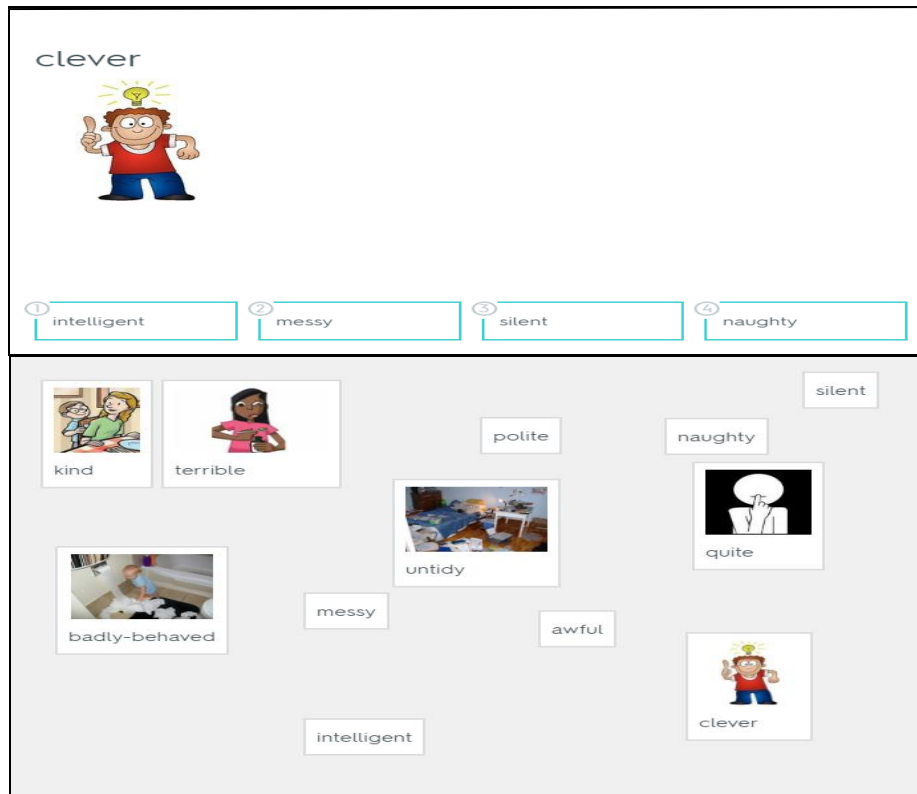 clever
1 intelligent
2 messy
3 silent
4 naughty
silent
polite
naughty
kind
terrible
quite
untidy
badly-behaved
messy
awful
clever
intelligent